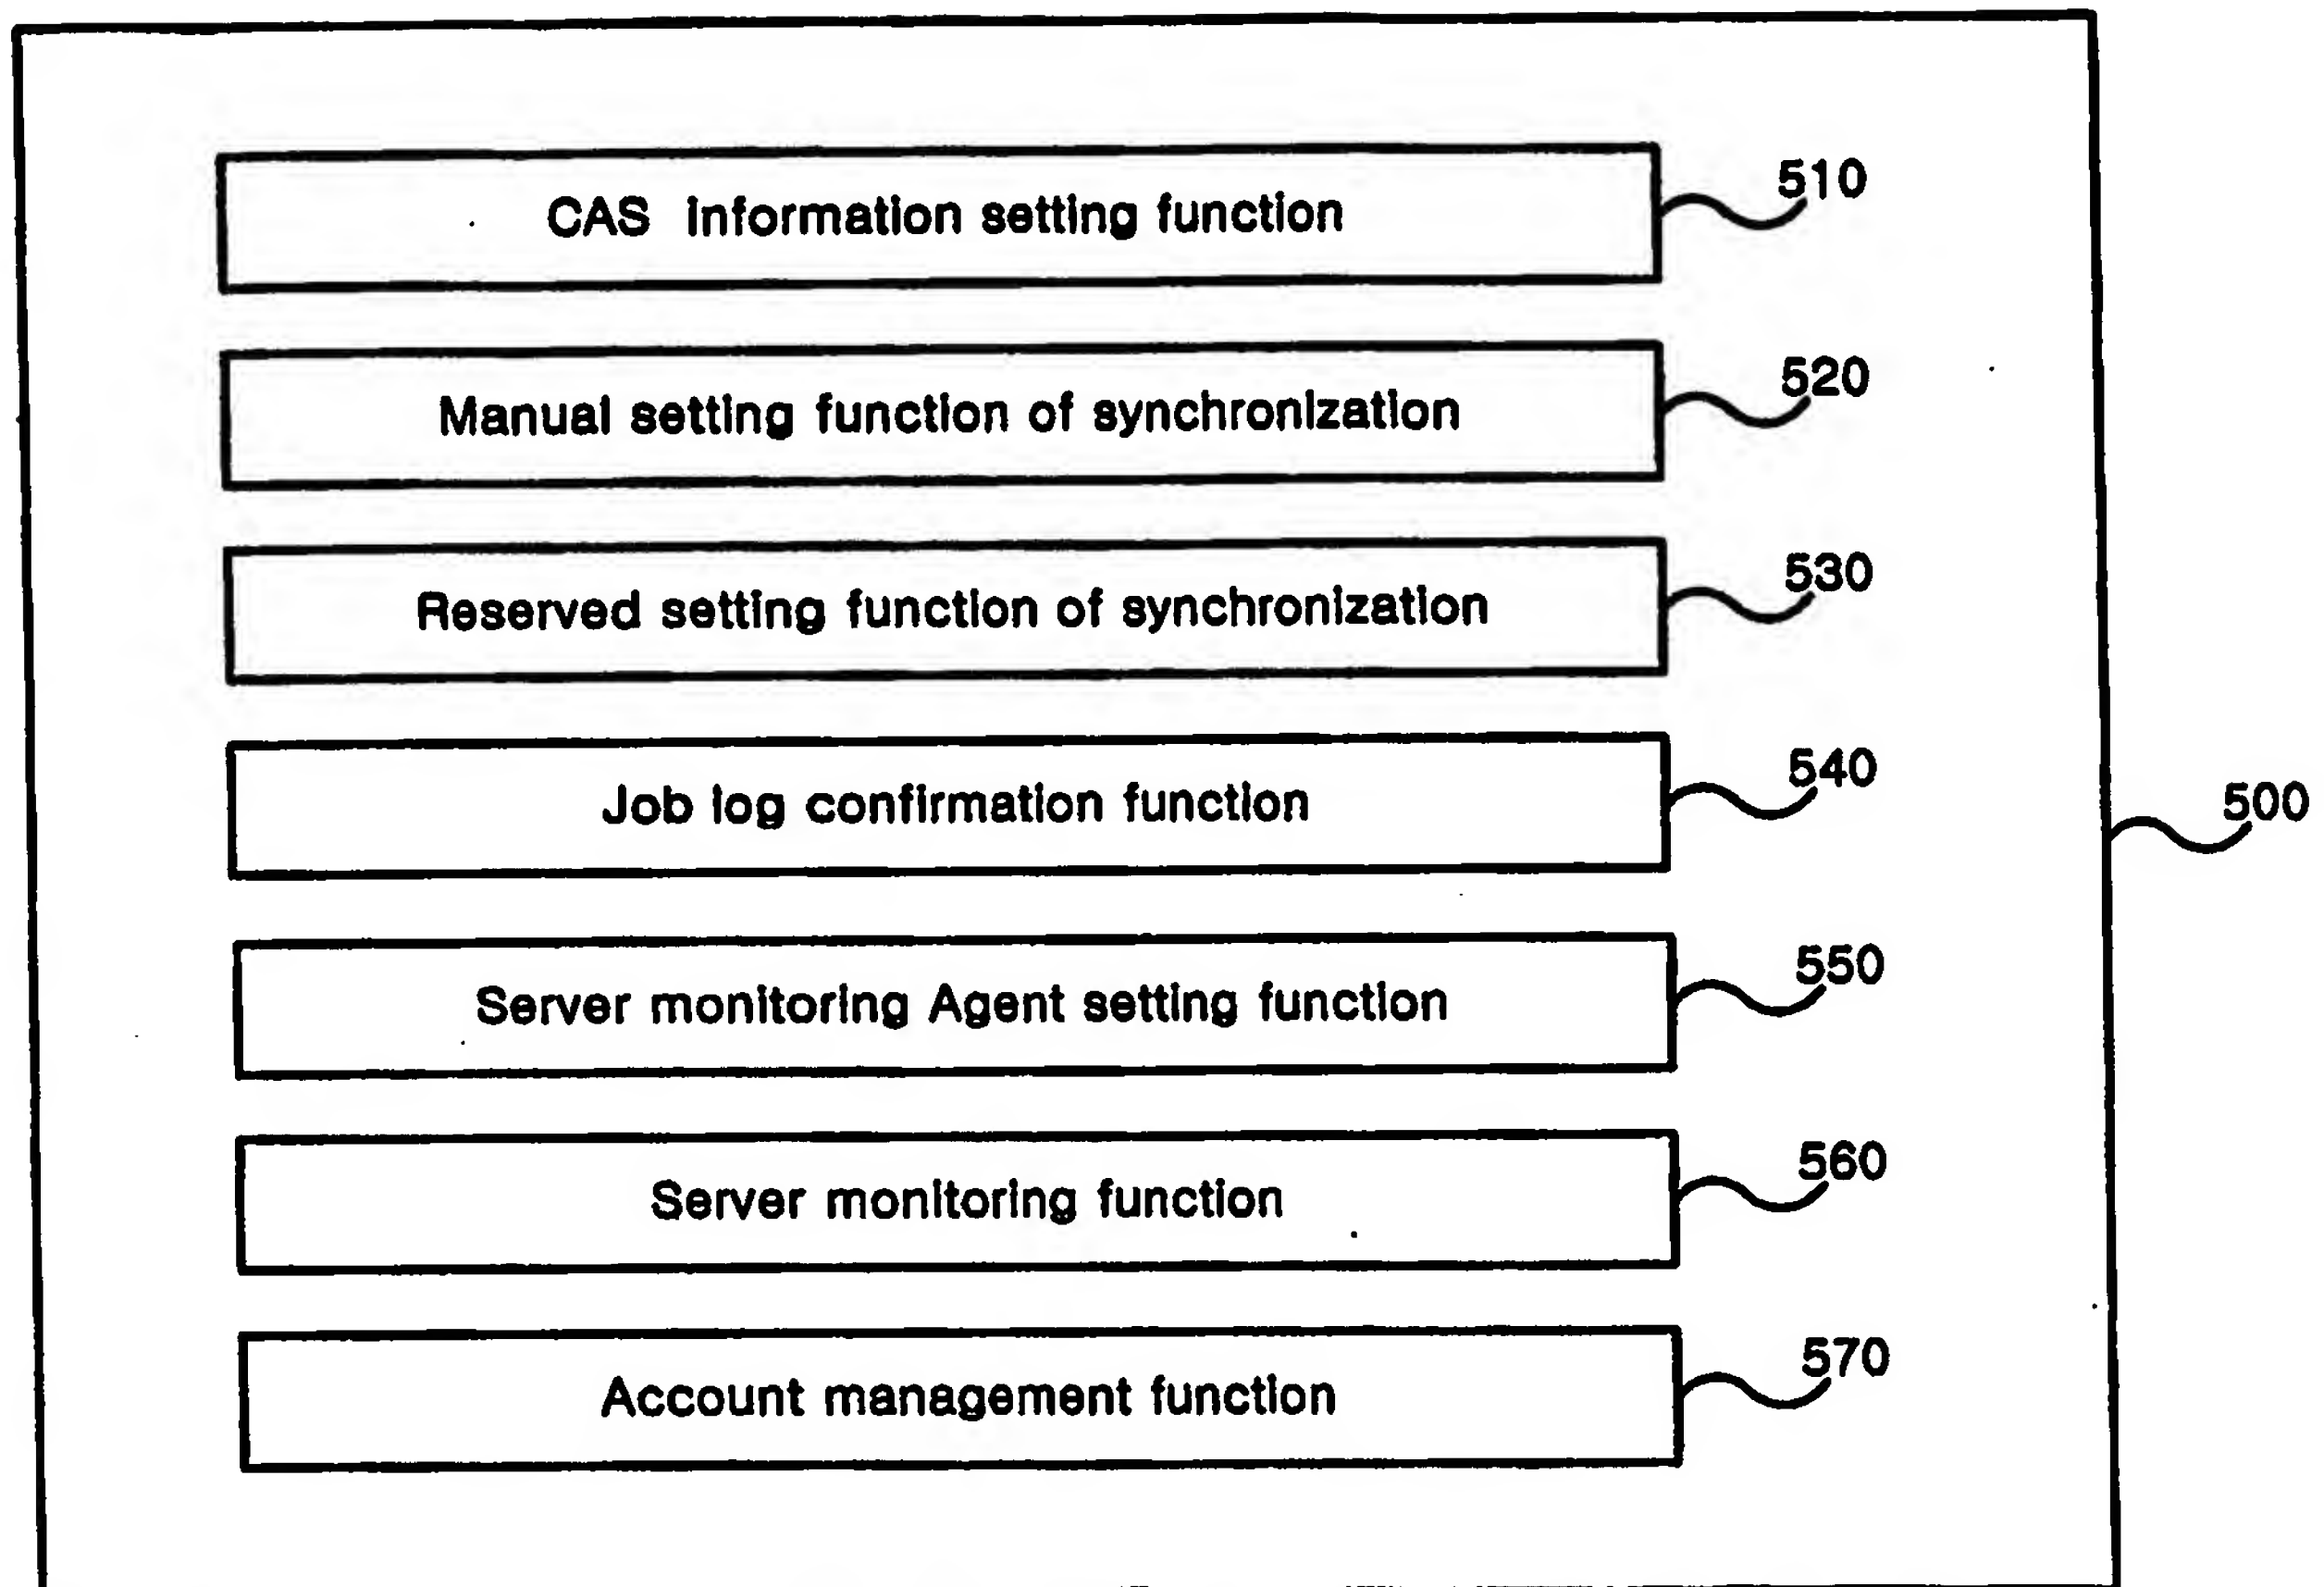 CAS Information setting function
510
Manual setting function of synchronization
520
Reserved setting function of synchronization
530
Job log confirmation function
540
500
Server monitoring Agent setting function
550
Server monitoring function
560
Account management function
570